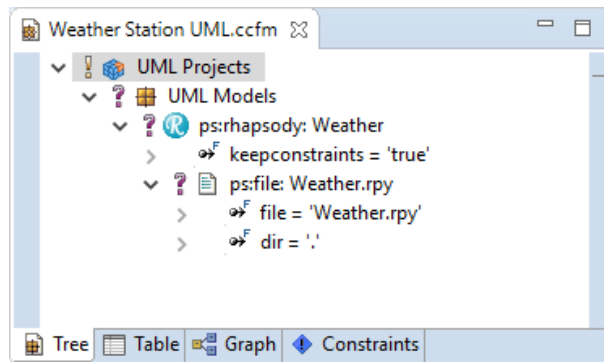 Weather Station UML.ccfm
UML Projects
? UML Models
? R ps:rhapsody: Weather
F keepconstraints = 'true'
? ps:file: Weather.rpy
F file = 'Weather.rpy'
F dir = '.'
Tree Table Graph Constraints